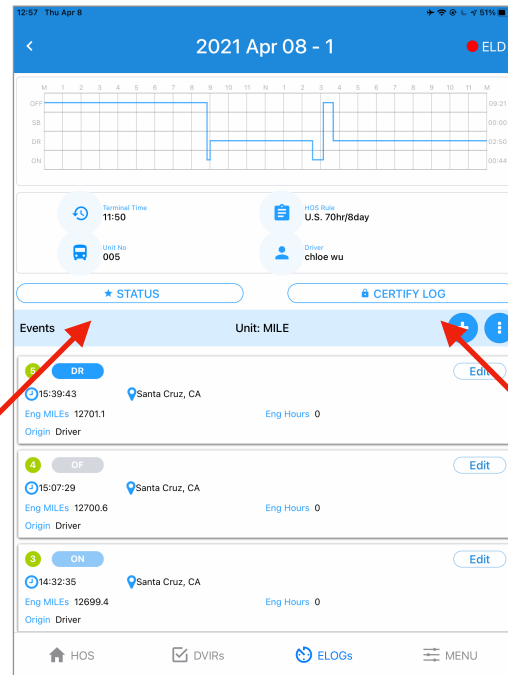 12:57 Thu Apr 8 51%
2021 Apr 08 - 1 ELD
M 1 2 3 4 5 6 7 8 9 10 11 N 1 2 3 4 5 6 7 8 9 10 11 M
OFF 09:21
SB 00:00
DR 02:50
ON 00:44
Terminal Time
11:50
HOS Rule
U.S. 70hr/8day
Unit No
005
Driver
chloe wu
STATUS
CERTIFY LOG
Events Unit: MILE
5 DR Edit
15:39:43 Santa Cruz, CA
Eng MILEs 12701.1 Eng Hours 0
Origin Driver
4 OF Edit
15:07:29 Santa Cruz, CA
Eng MILEs 12700.6 Eng Hours 0
Origin Driver
3 ON Edit
14:32:35 Santa Cruz, CA
Eng MILEs 12699.4 Eng Hours 0
Origin Driver
HOS DVIRs ELOGs MENU